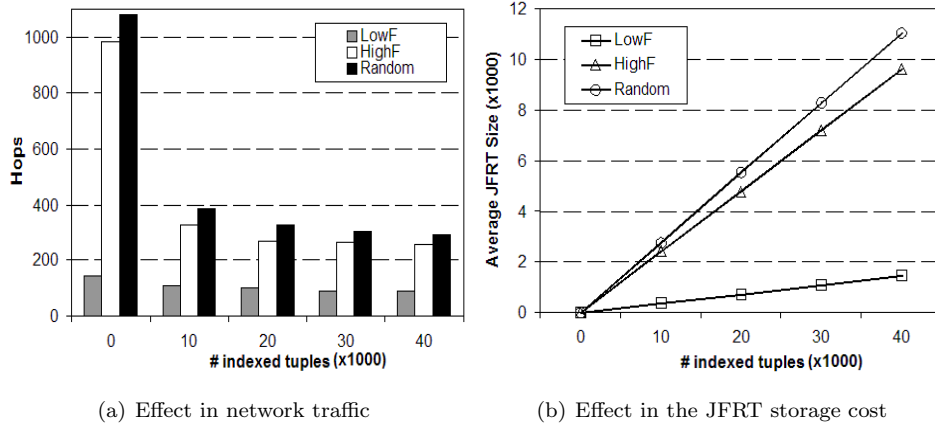 1000
800
600
400
200
0
Hops
LowF
HighF
Random
0 10 20 30 40
# indexed tuples (x1000)
(a) Effect in network traffic
12
10
8
6
4
2
0
Average JFRT Size (x1000)
LowF
HighF
Random
0 10 20 30 40
# indexed tuples (x1000)
(b) Effect in the JFRT storage cost